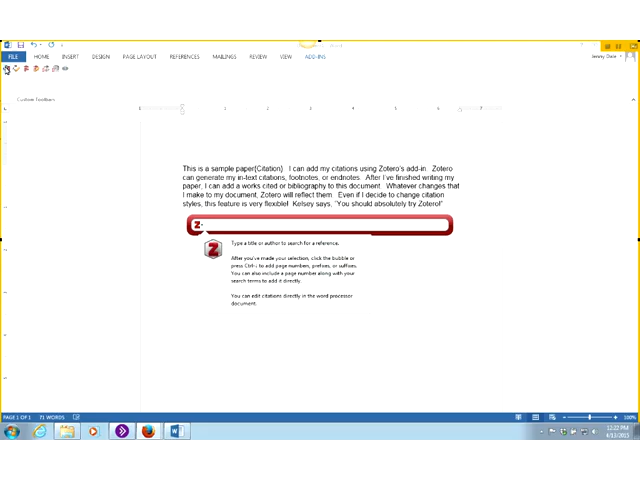 FILE HOME INSERT DESIGN PAGE LAYOUT REFERENCES MAILINGS REVIEW VIEW ADD-INS Jenny Dale
Custom Toolbars
This is a sample paper{Citation} I can add my citations using Zotero's add-in. Zotero
can generate my in-text citations, footnotes, or endnotes. After I've finished writing my
paper, I can add a works cited or bibliography to this document. Whatever changes that
I make to my document, Zotero will reflect them. Even if I decide to change citation
styles, this feature is very flexible! Kelsey says, "You should absolutely try Zotero!"
Z
Z
Type a title or author to search for a reference.
After you've made your selection, click the bubble or
press Ctrl-↓ to add page numbers, prefixes, or suffixes.
You can also include a page number along with your
search terms to add it directly.
You can edit citations directly in the word processor
document.
PAGE 1 OF 1 71 WORDS 100%
12:22 PM
4/13/2015